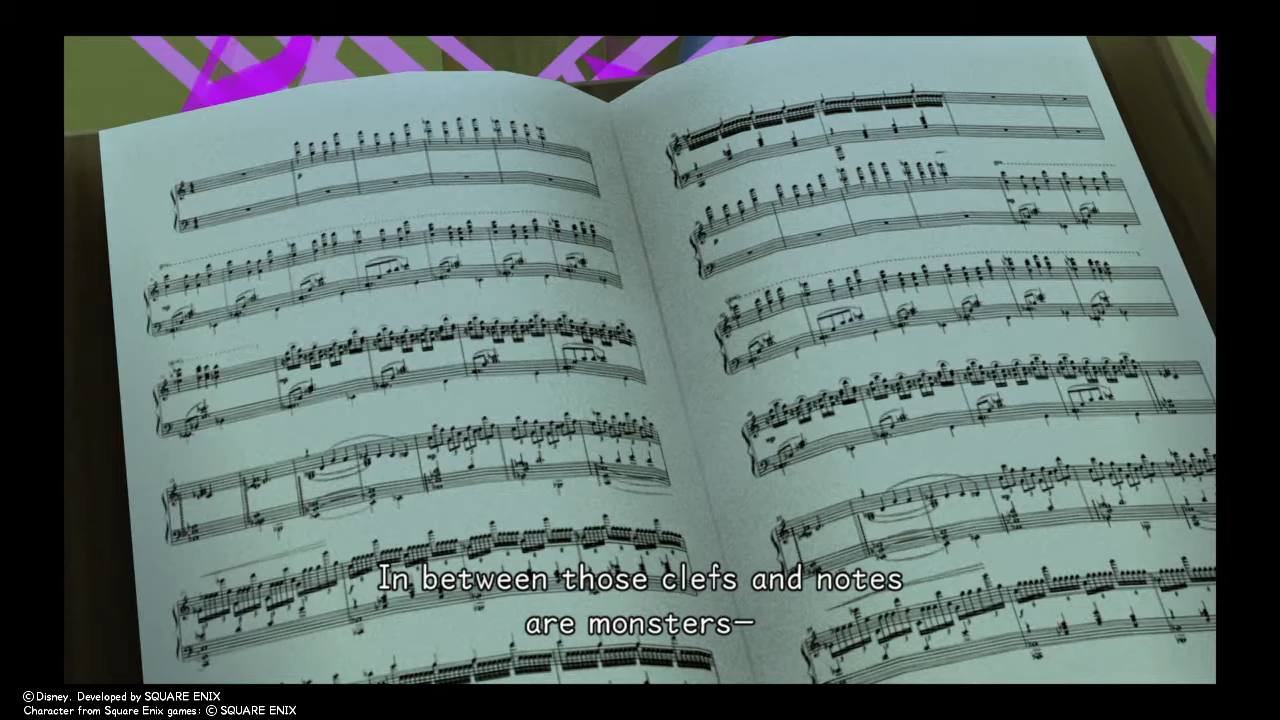 In between those clefs and notes
are monsters—
©Disney. Developed by SQUARE ENIX
Character from Square Enix games: © SQUARE ENIX